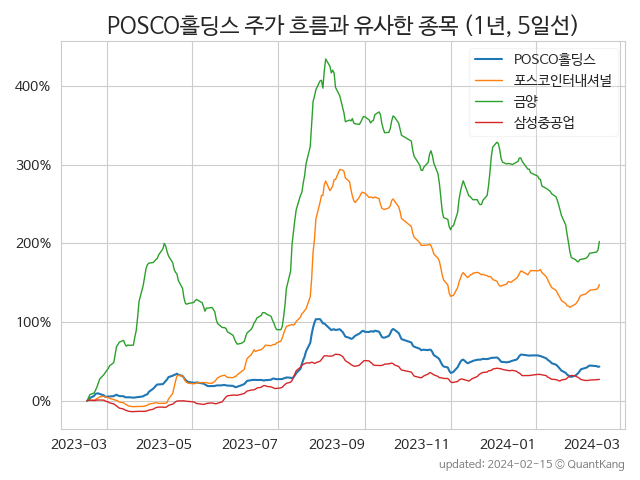 POSCO홀딩스 주가 흐름과 유사한 종목 (1년, 5일선)
POSCO홀딩스
포스코인터내셔널
금양
삼성중공업
400%
300%
200%
100%
0%
2023-03 2023-05 2023-07 2023-09 2023-11 2024-01 2024-03
updated: 2024-02-15 © QuantKang